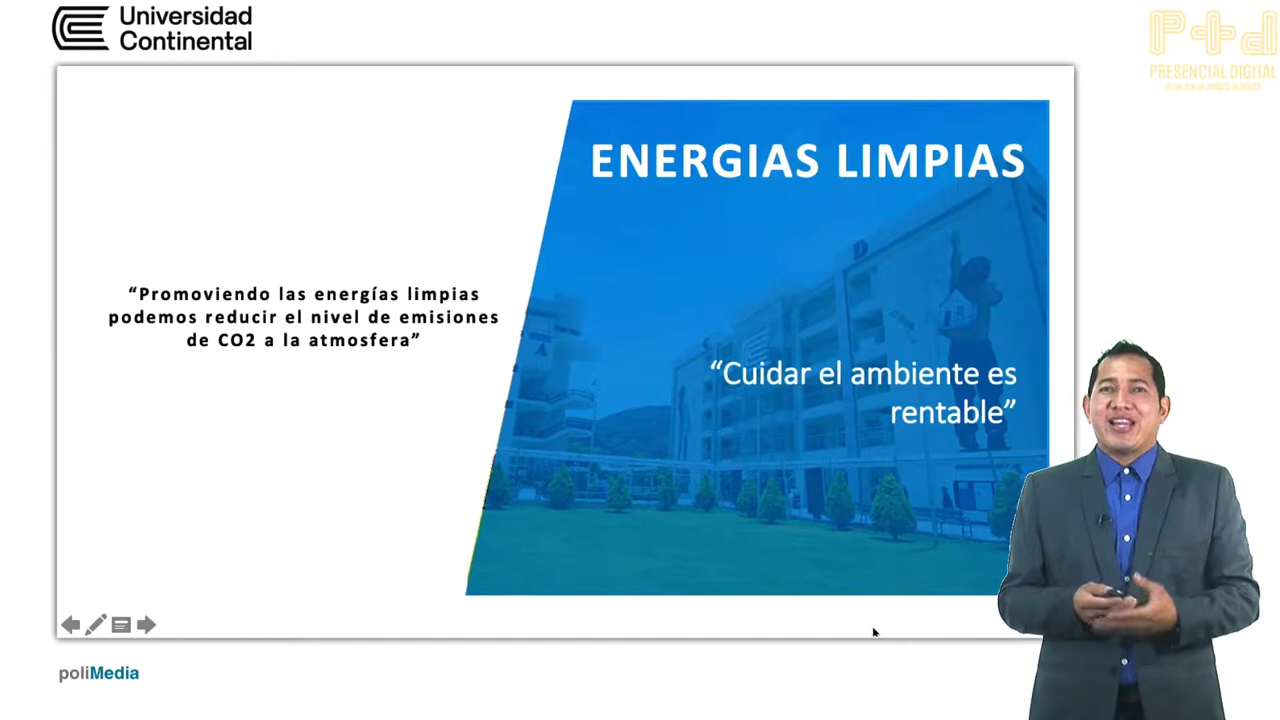 Universidad
Continental
P+d
PRESENCIAL DIGITAL
ENERGIAS LIMPIAS
“Promoviendo las energías limpias
podemos reducir el nivel de emisiones
de CO2 a la atmosfera”
“Cuidar el ambiente es
rentable”
D
A
poliMedia